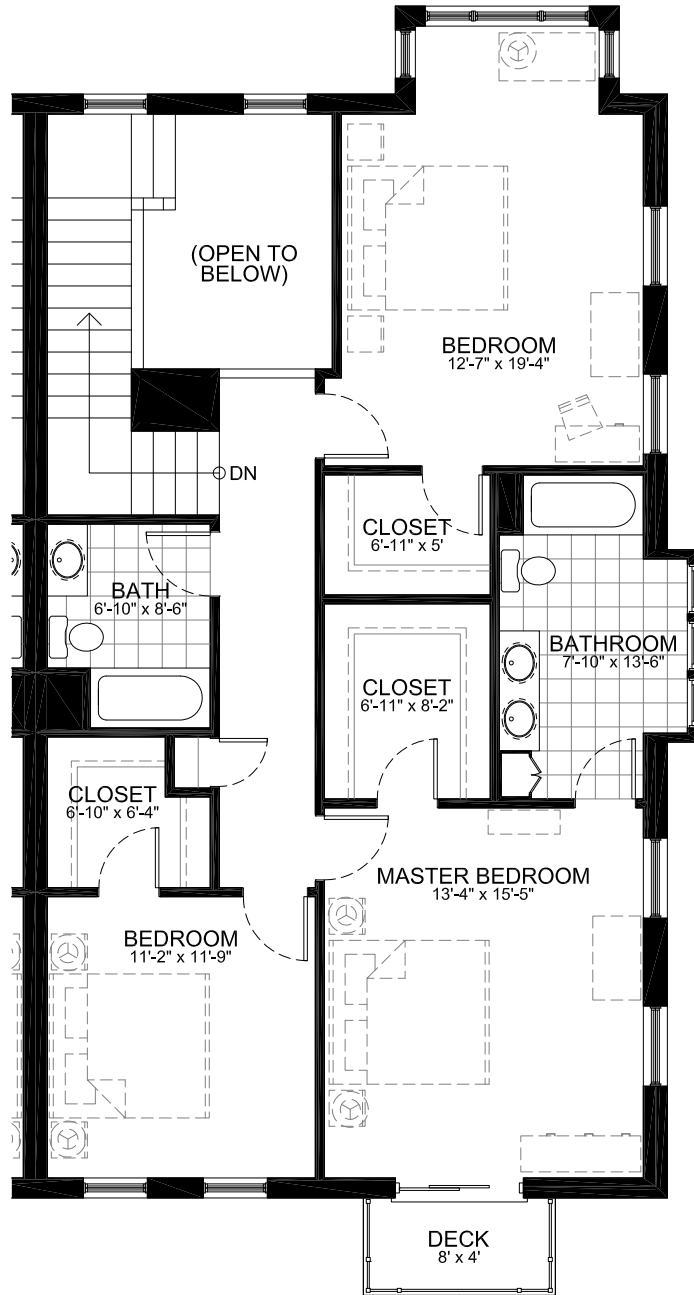 (OPEN TO
BELOW)
BEDROOM
12'-7" x 19'-4"
DN
CLOSET
6'-11" x 5'
BATH
6'-10" x 8'-6"
BATHROOM
7'-10" x 13'-6"
CLOSET
6'-11" x 8'-2"
CLOSET
6'-10" x 6'-4"
MASTER BEDROOM
13'-4" x 15'-5"
BEDROOM
11'-2" x 11'-9"
DECK
8' x 4'